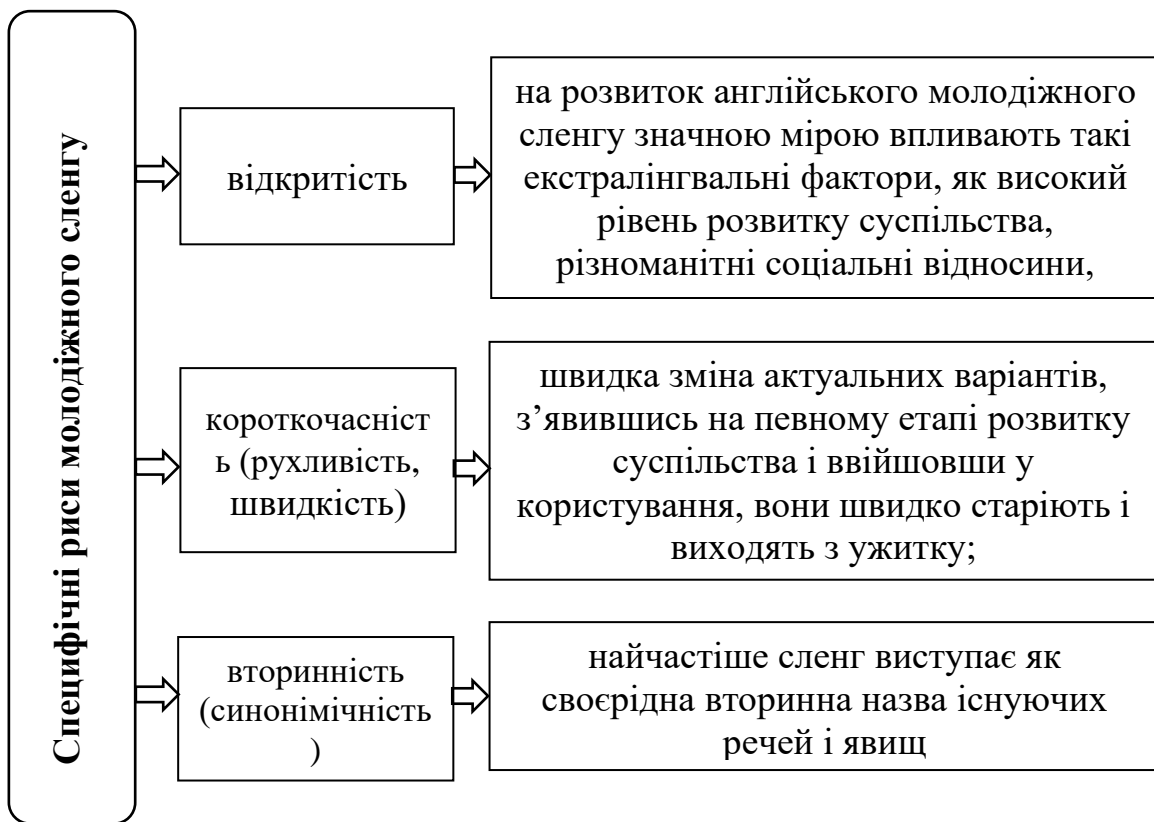 Специфічні риси молодіжного сленгу
відкритість
на розвиток англійського молодіжного
сленгу значною мірою впливають такі
екстралінгвальні фактори, як високий
рівень розвитку суспільства,
різноманітні соціальні відносини,
короткочасніст
ь (рухливість,
швидкість)
швидка зміна актуальних варіантів,
з’явившись на певному етапі розвитку
суспільства і ввійшовши у
користування, вони швидко старіють і
виходять з ужитку;
вторинність
(синонімічність
)
найчастіше сленг виступає як
своєрідна вторинна назва існуючих
речей і явищ